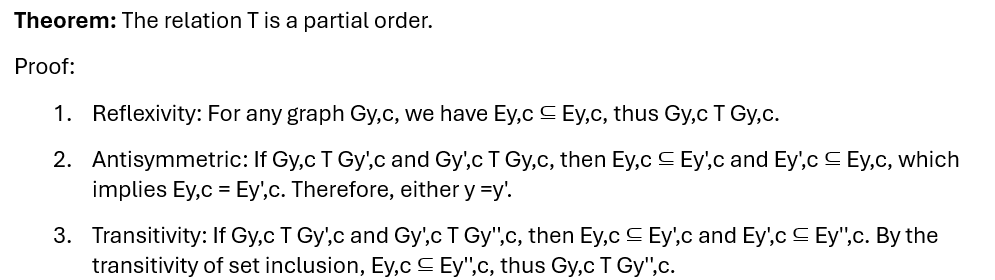 Theorem: The relation T is a partial order.
Proof:
1. Reflexivity: For any graph Gy,c, we have Ey,c ⊆ Ey,c, thus Gy,c T Gy,c.
2. Antisymmetric: If Gy,c T Gy',c and Gy',c T Gy,c, then Ey,c ⊆ Ey',c and Ey',c ⊆ Ey,c, which
implies Ey,c = Ey',c. Therefore, either y =y'.
3. Transitivity: If Gy,c T Gy',c and Gy',c T Gy'',c, then Ey,c ⊆ Ey',c and Ey',c ⊆ Ey'',c. By the
transitivity of set inclusion, Ey,c ⊆ Ey'',c, thus Gy,c T Gy'',c.